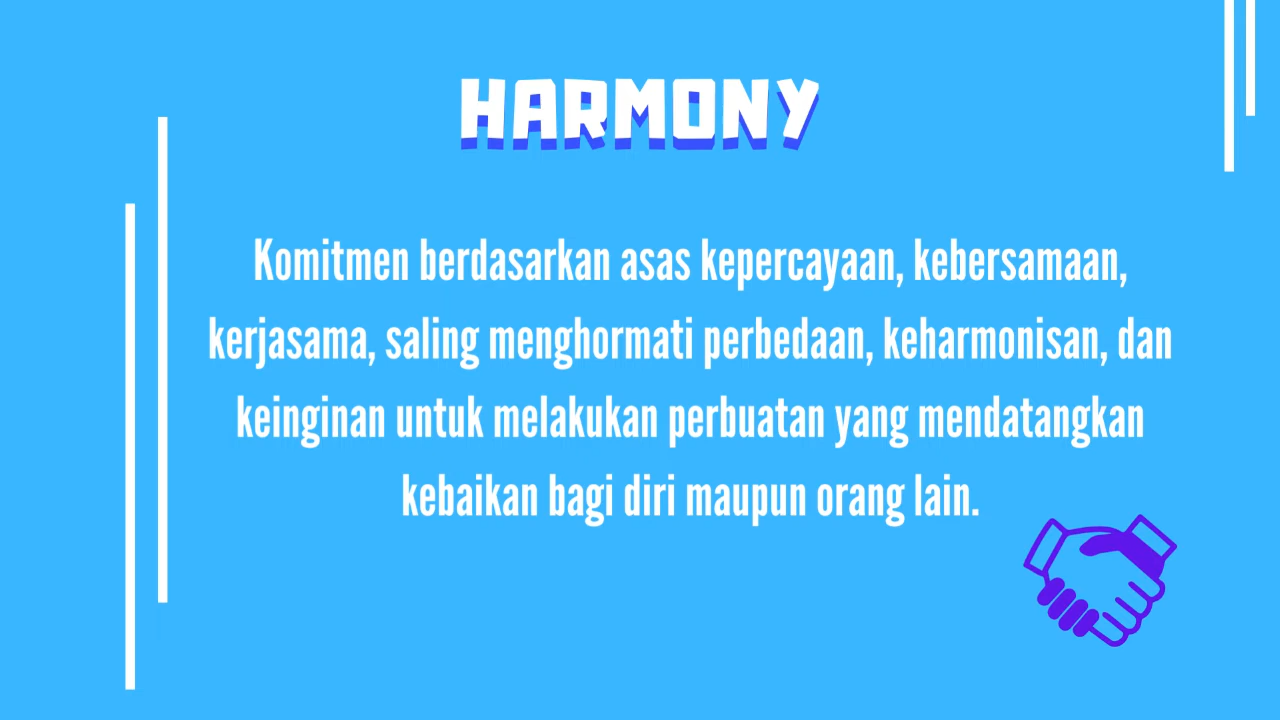 HARMONY
Komitmen berdasarkan asas kepercayaan, kebersamaan,
kerjasama, saling menghormati perbedaan, keharmonisan, dan
keinginan untuk melakukan perbuatan yang mendatangkan
kebaikan bagi diri maupun orang lain.